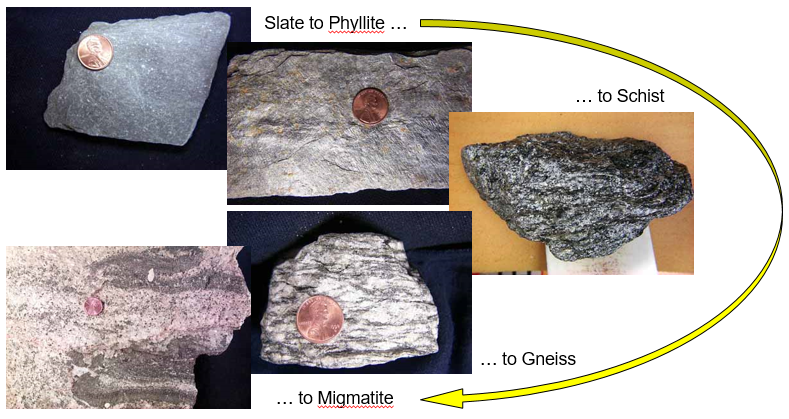 Slate to Phyllite …
… to Schist
… to Gneiss
… to Migmatite